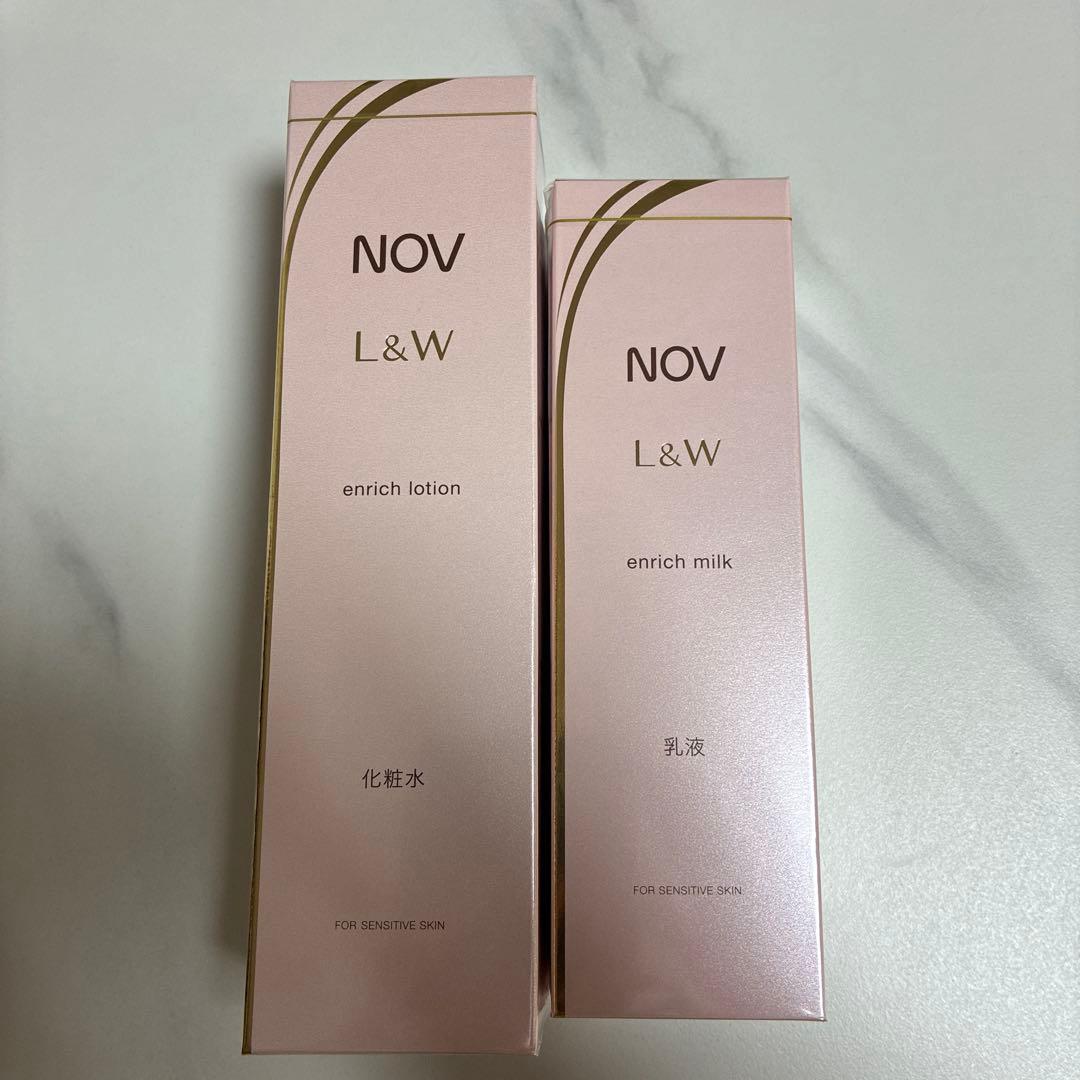 NOV
L&W
enrich lotion
化粧水
FOR SENSITIVE SKIN
NOV
L&W
enrich milk
乳液
FOR SENSITIVE SKIN